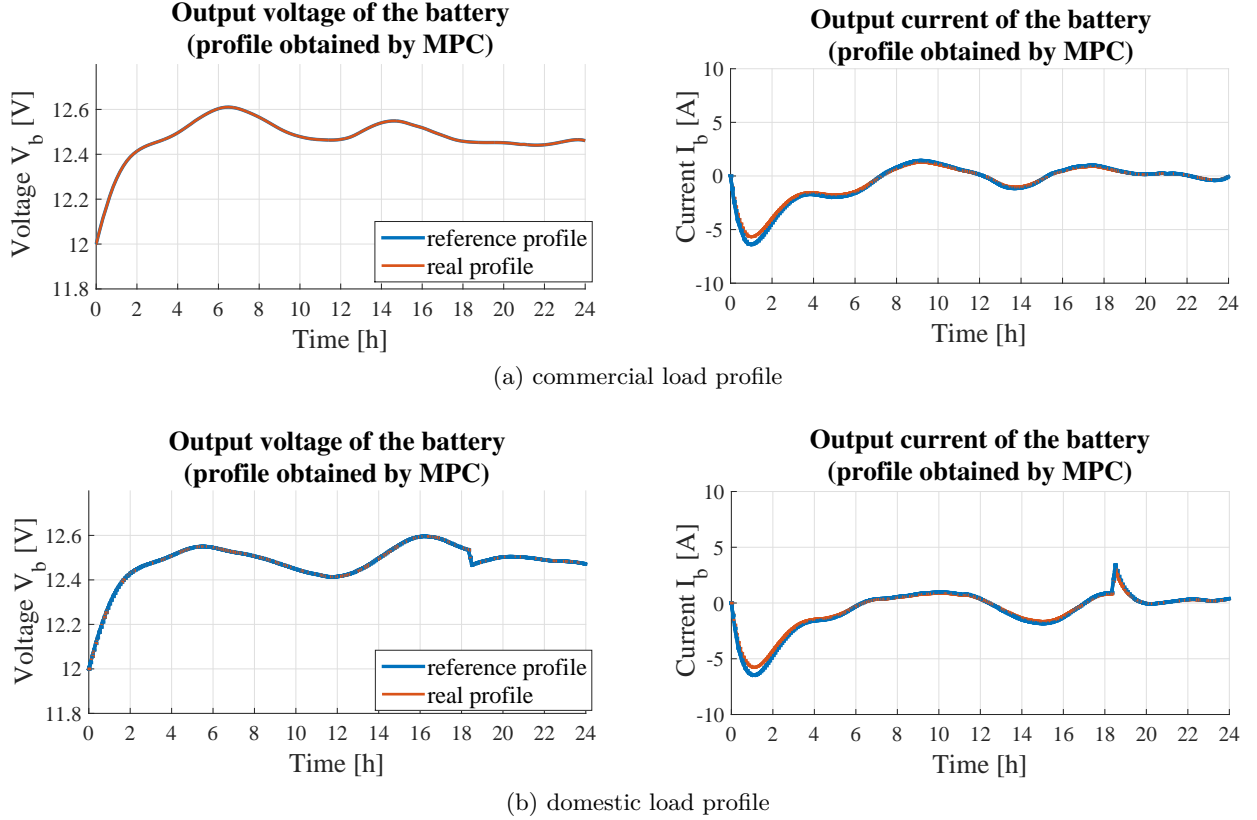 Output voltage of the battery
(profile obtained by MPC)
Voltage V_b [V]
12.6
12.4
12.2
12
11.8
0 2 4 6 8 10 12 14 16 18 20 22 24
Time [h]
reference profile
real profile
Output current of the battery
(profile obtained by MPC)
Current I_b [A]
10
5
0
-5
-10
0 2 4 6 8 10 12 14 16 18 20 22 24
Time [h]
(a) commercial load profile
Output voltage of the battery
(profile obtained by MPC)
Voltage V_b [V]
12.6
12.4
12.2
12
11.8
0 2 4 6 8 10 12 14 16 18 20 22 24
Time [h]
reference profile
real profile
Output current of the battery
(profile obtained by MPC)
Current I_b [A]
10
5
0
-5
-10
0 2 4 6 8 10 12 14 16 18 20 22 24
Time [h]
(b) domestic load profile